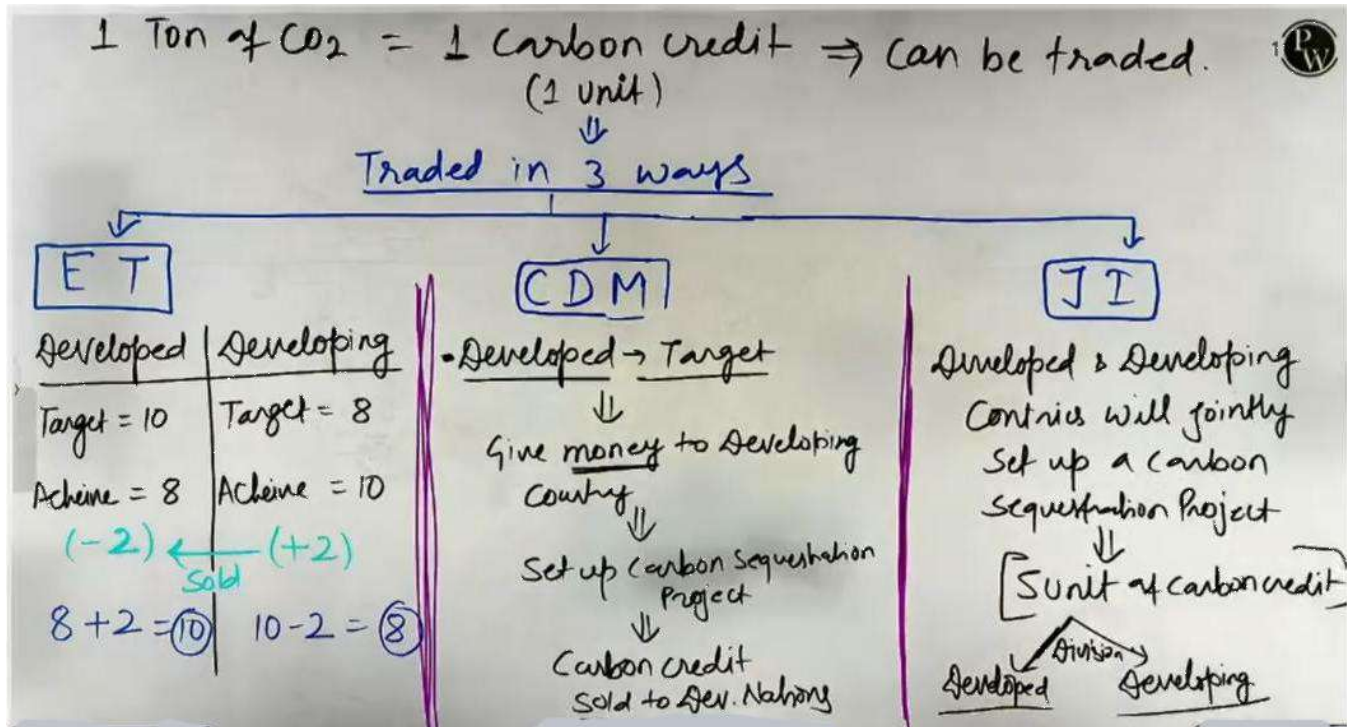 1 Ton of CO2 = 1 Carbon credit ⇒ Can be traded.
(1 unit)
Traded in 3 ways
PW
ET
Developed | Developing
Target = 10 | Target = 8
Acheive = 8 | Acheive = 10
(-2) ← (+2)
Sold
8+2=10 10-2=8
CDM
Developed → Target
Give money to Developing
Country
Set up Carbon Sequestration
Project
Carbon credit
Sold to Dev. Nations
JI
Developed & Developing
Contries will jointly
Set up a Carbon
Sequestration Project
unit of carbon credit
Division
Developed Developing